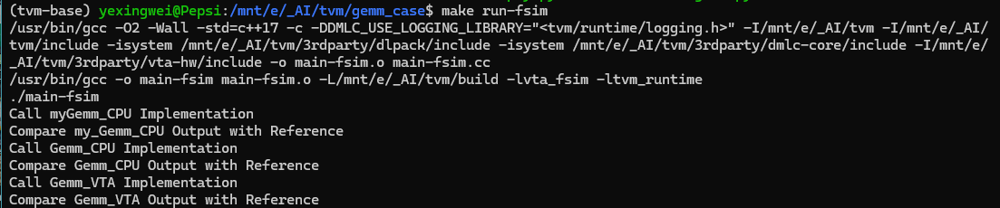 (tvm-base) yexingwei@Pepsi:/mnt/e/_AI/tvm/gemm_case$ make run-fsim
/usr/bin/gcc -O2 -Wall -std=c++17 -c -DDMLC_USE_LOGGING_LIBRARY="<tvm/runtime/logging.h>" -I/mnt/e/_AI/tvm -I/mnt/e/_AI/
tvm/include -isystem /mnt/e/_AI/tvm/3rdparty/dlpack/include -isystem /mnt/e/_AI/tvm/3rdparty/dmlc-core/include -I/mnt/e/
_AI/tvm/3rdparty/vta-hw/include -o main-fsim.o main-fsim.cc
/usr/bin/gcc -o main-fsim main-fsim.o -L/mnt/e/_AI/tvm/build -lvta_fsim -ltvm_runtime
./main-fsim
Call myGemm_CPU Implementation
Compare my_Gemm_CPU Output with Reference
Call Gemm_CPU Implementation
Compare Gemm_CPU Output with Reference
Call Gemm_VTA Implementation
Compare Gemm_VTA Output with Reference